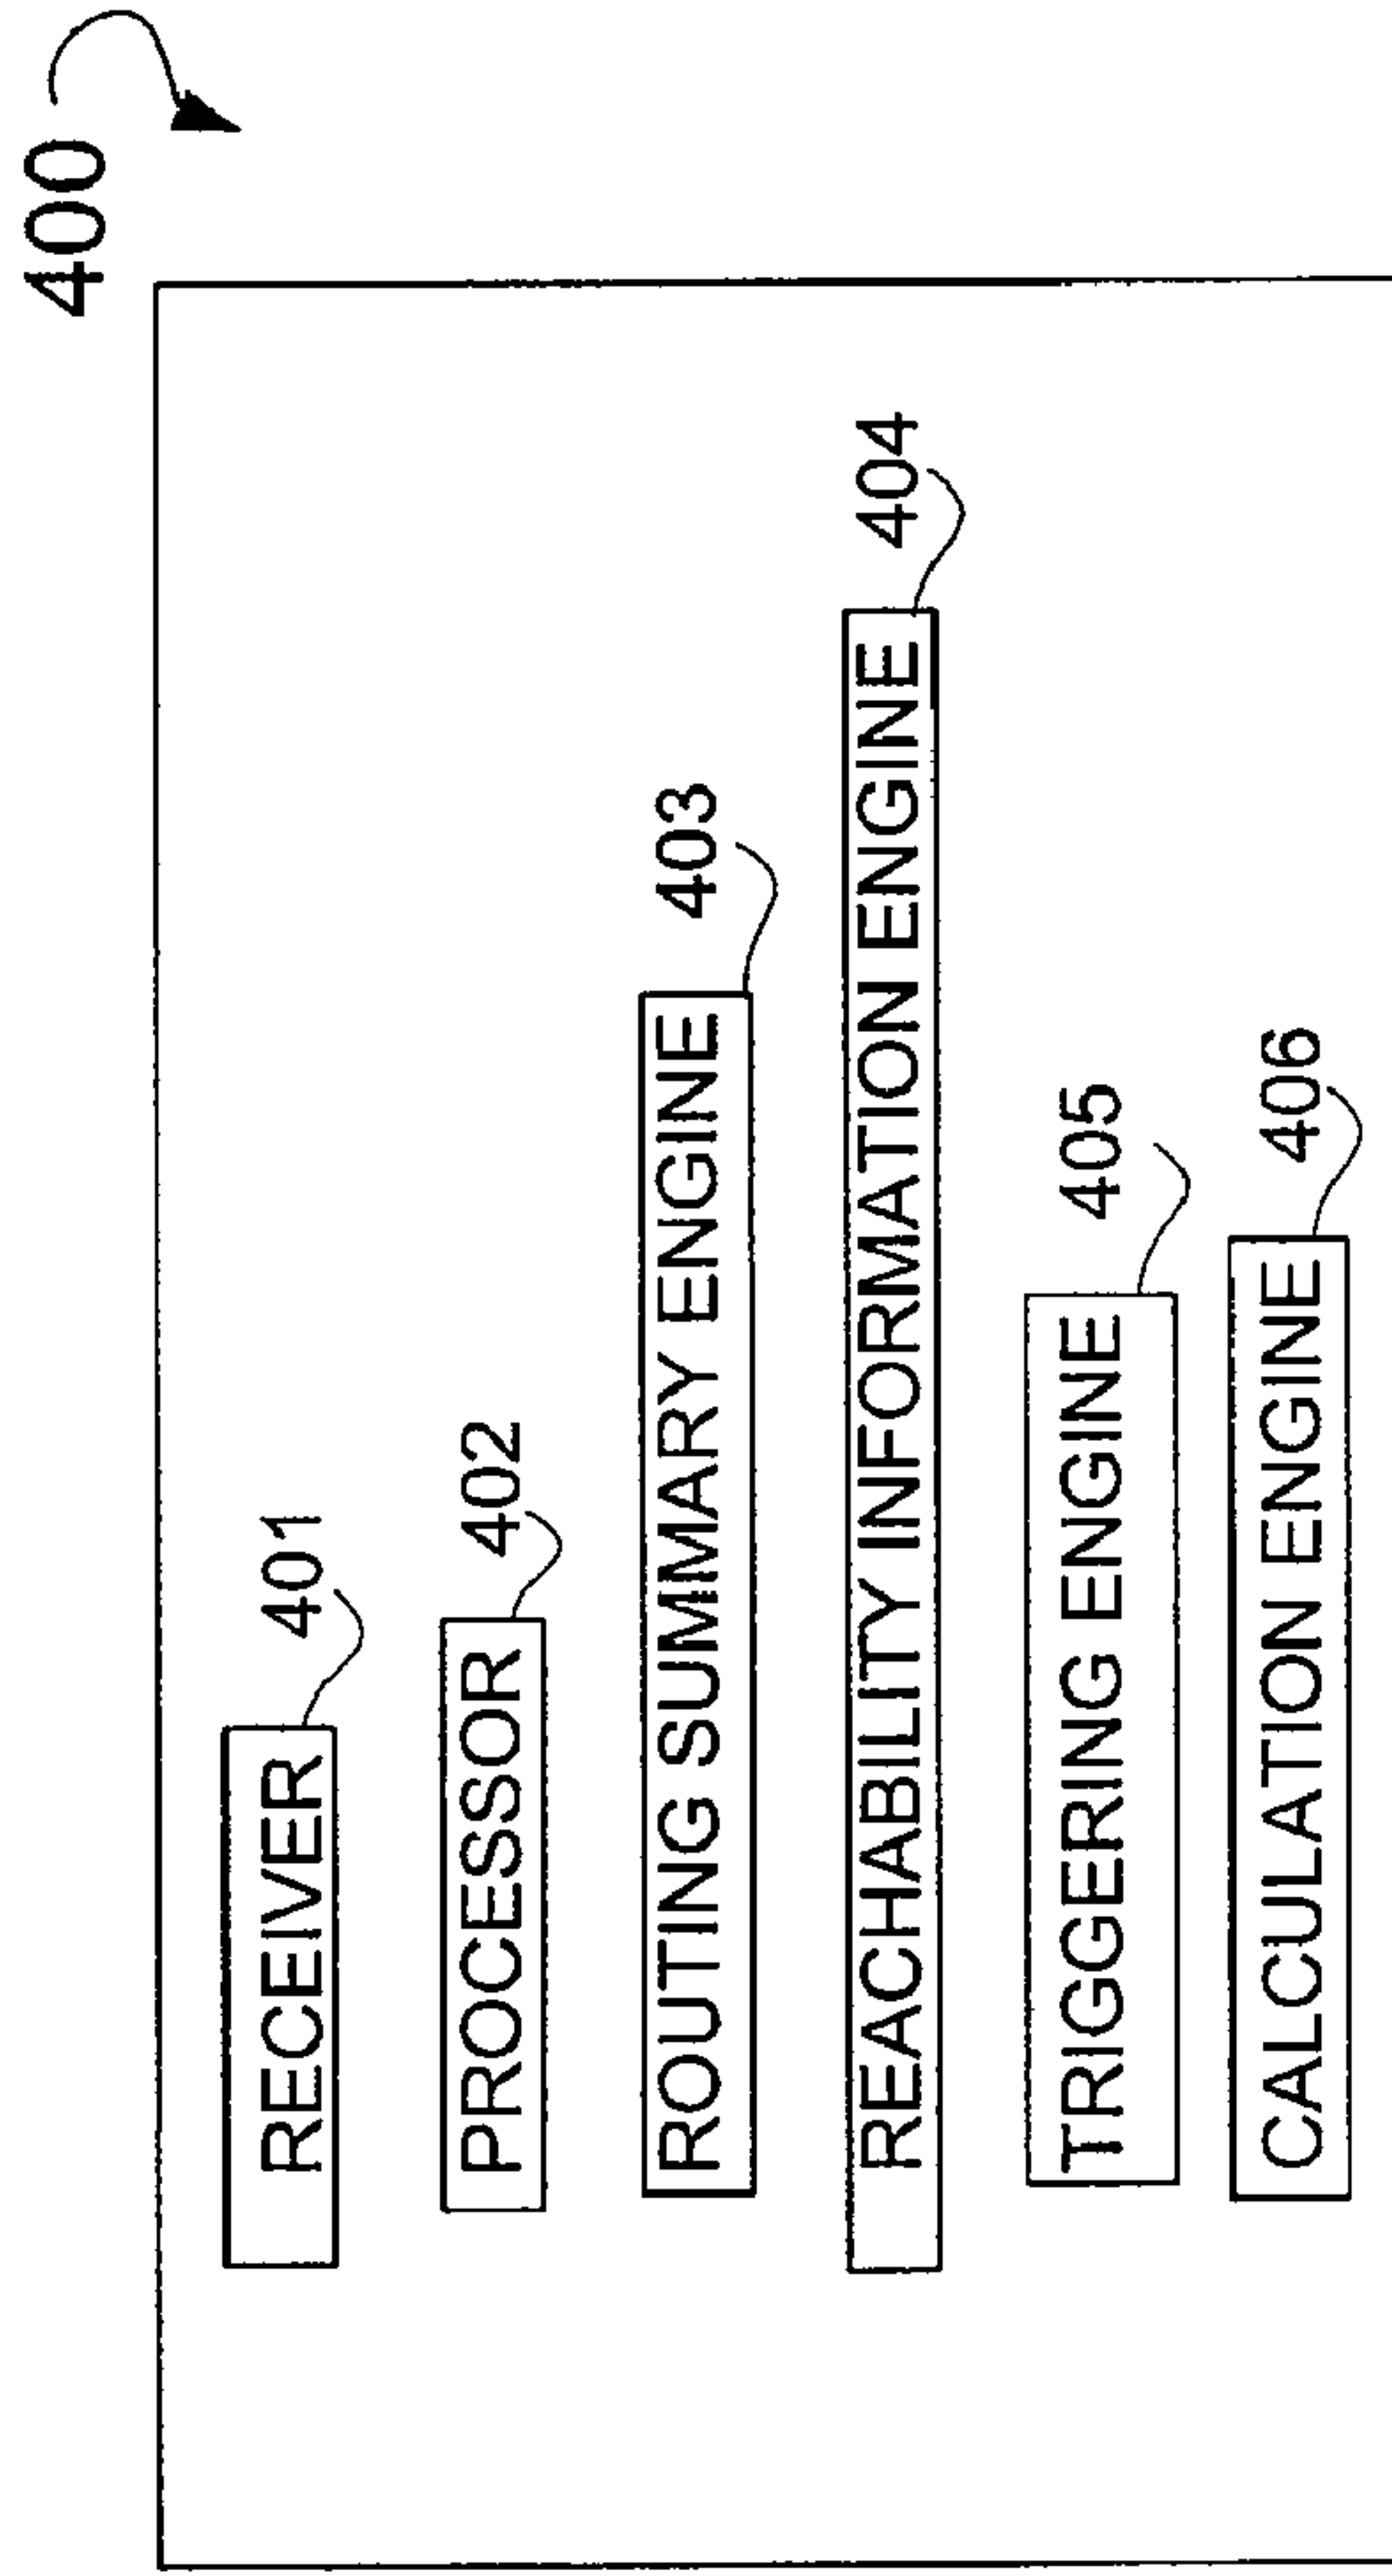 400
RECEIVER
401
PROCESSOR
402
ROUTING SUMMARY ENGINE
403
REACHABILITY INFORMATION ENGINE
404
TRIGGERING ENGINE
405
CALCULATION ENGINE
406